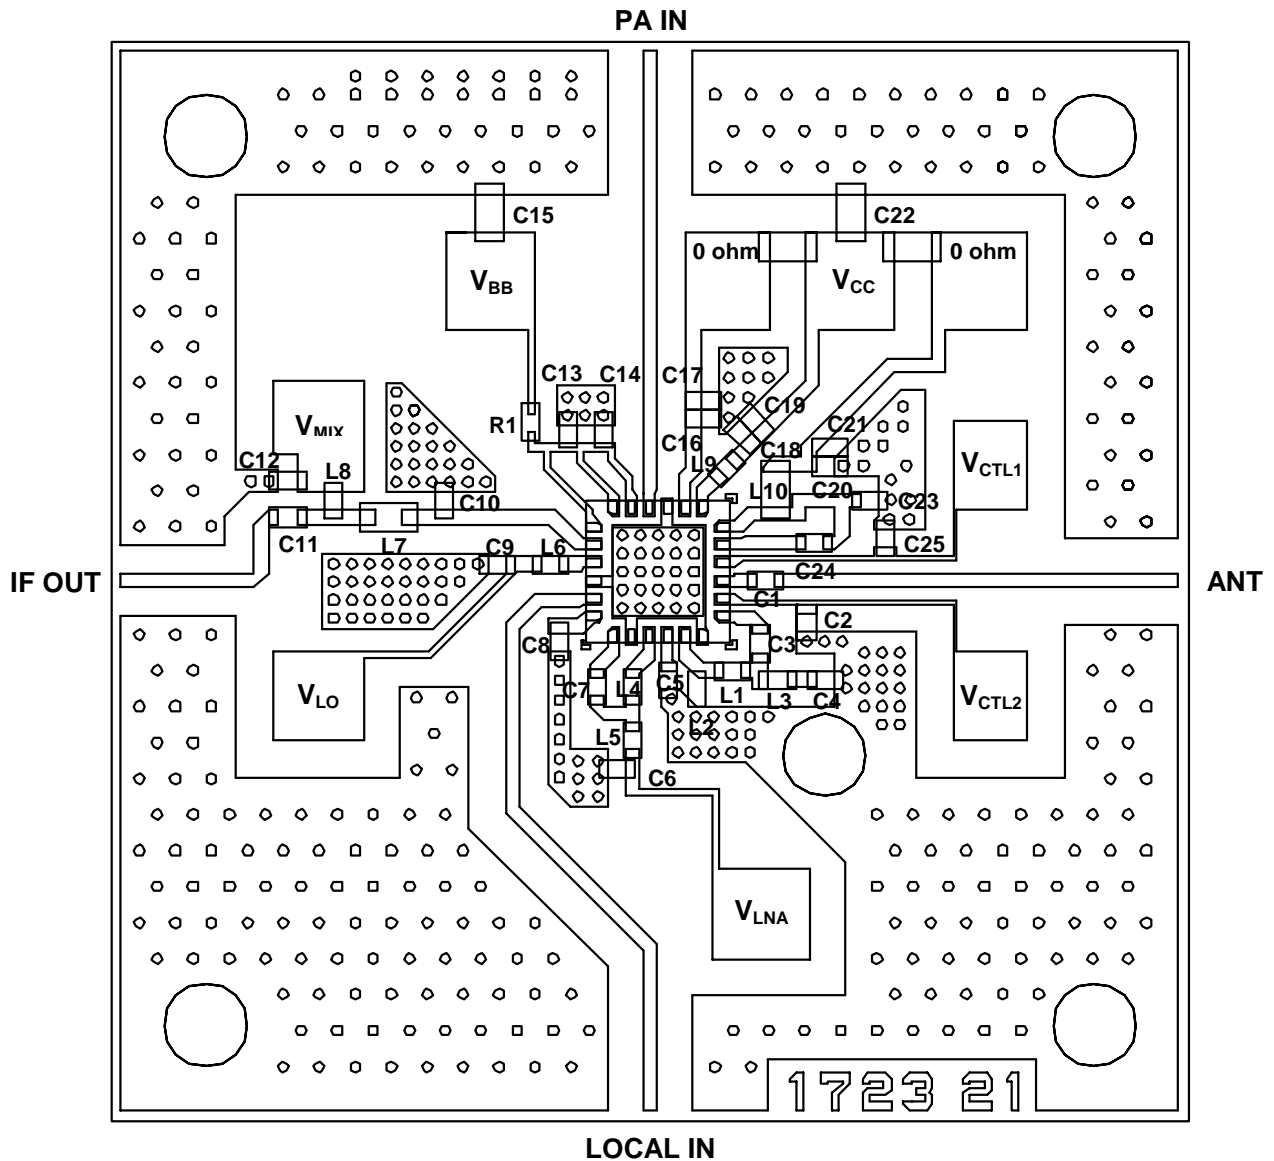 PA IN
C15
C22
0 ohm
0 ohm
VBB
VCC
C13
C14
C17
C19
R1
C16
C21
VMIX
C18
VCTL1
C12
L8
L9
L10
C10
C20
C23
C11
L7
C9
L6
C25
IF OUT
C24
ANT
C1
C2
C8
C3
C7
L4
C5
L1
L3
C4
VLO
VCTL2
L5
L2
C6
VLNA
1723 21
LOCAL IN